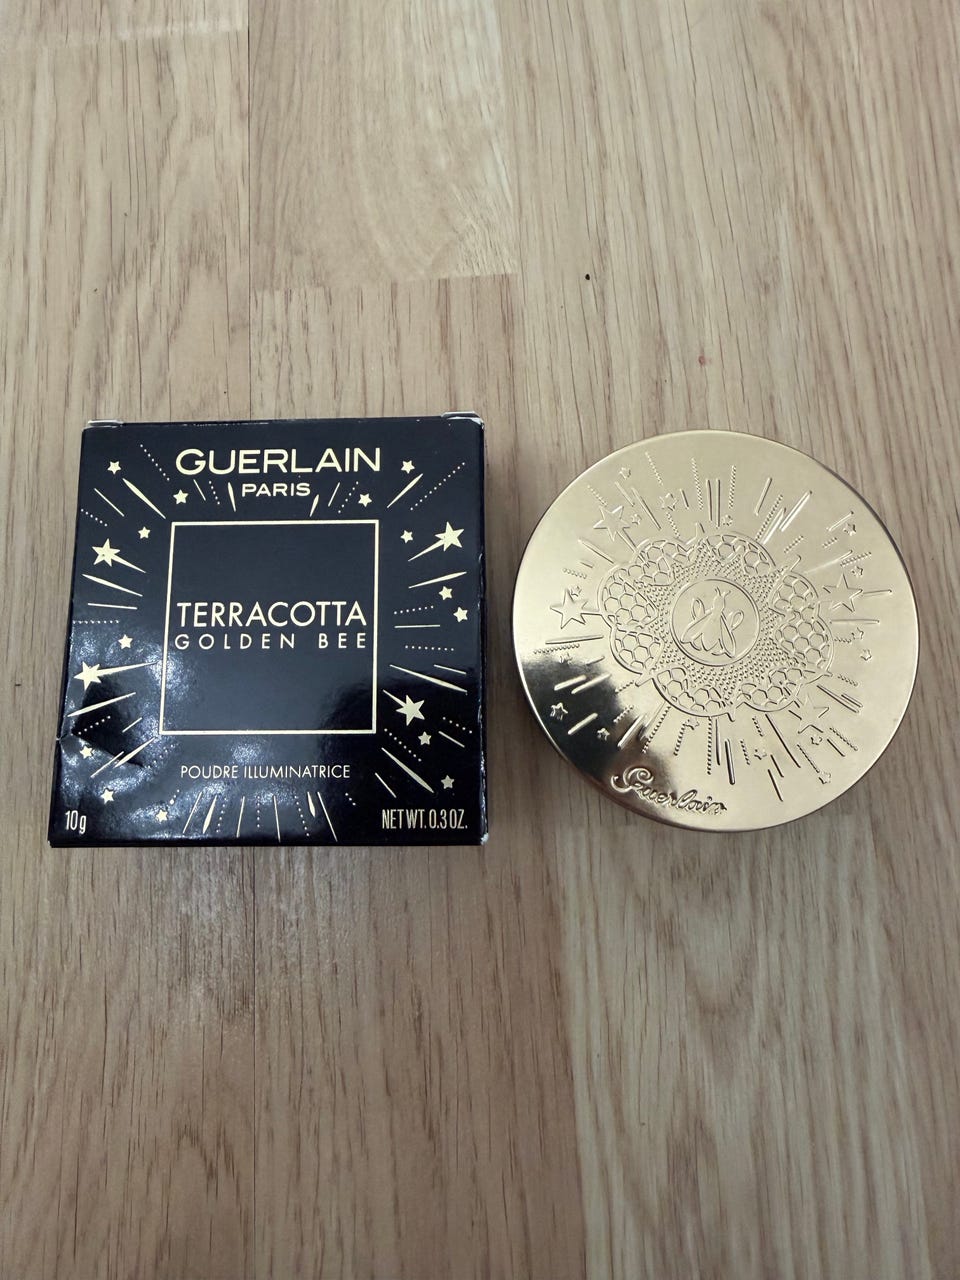 GUERLAIN
PARIS
TERRACOTTA
GOLDEN BEE
POUDRE ILLUMINATRICE
10g
NET WT. 0.3 OZ.
Guerlain